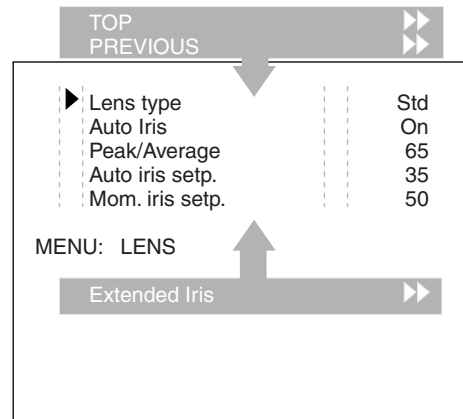 TOP
PREVIOUS
Lens type Std
Auto Iris On
Peak/Average 65
Auto iris setp. 35
Mom. iris setp. 50
MENU: LENS
Extended Iris